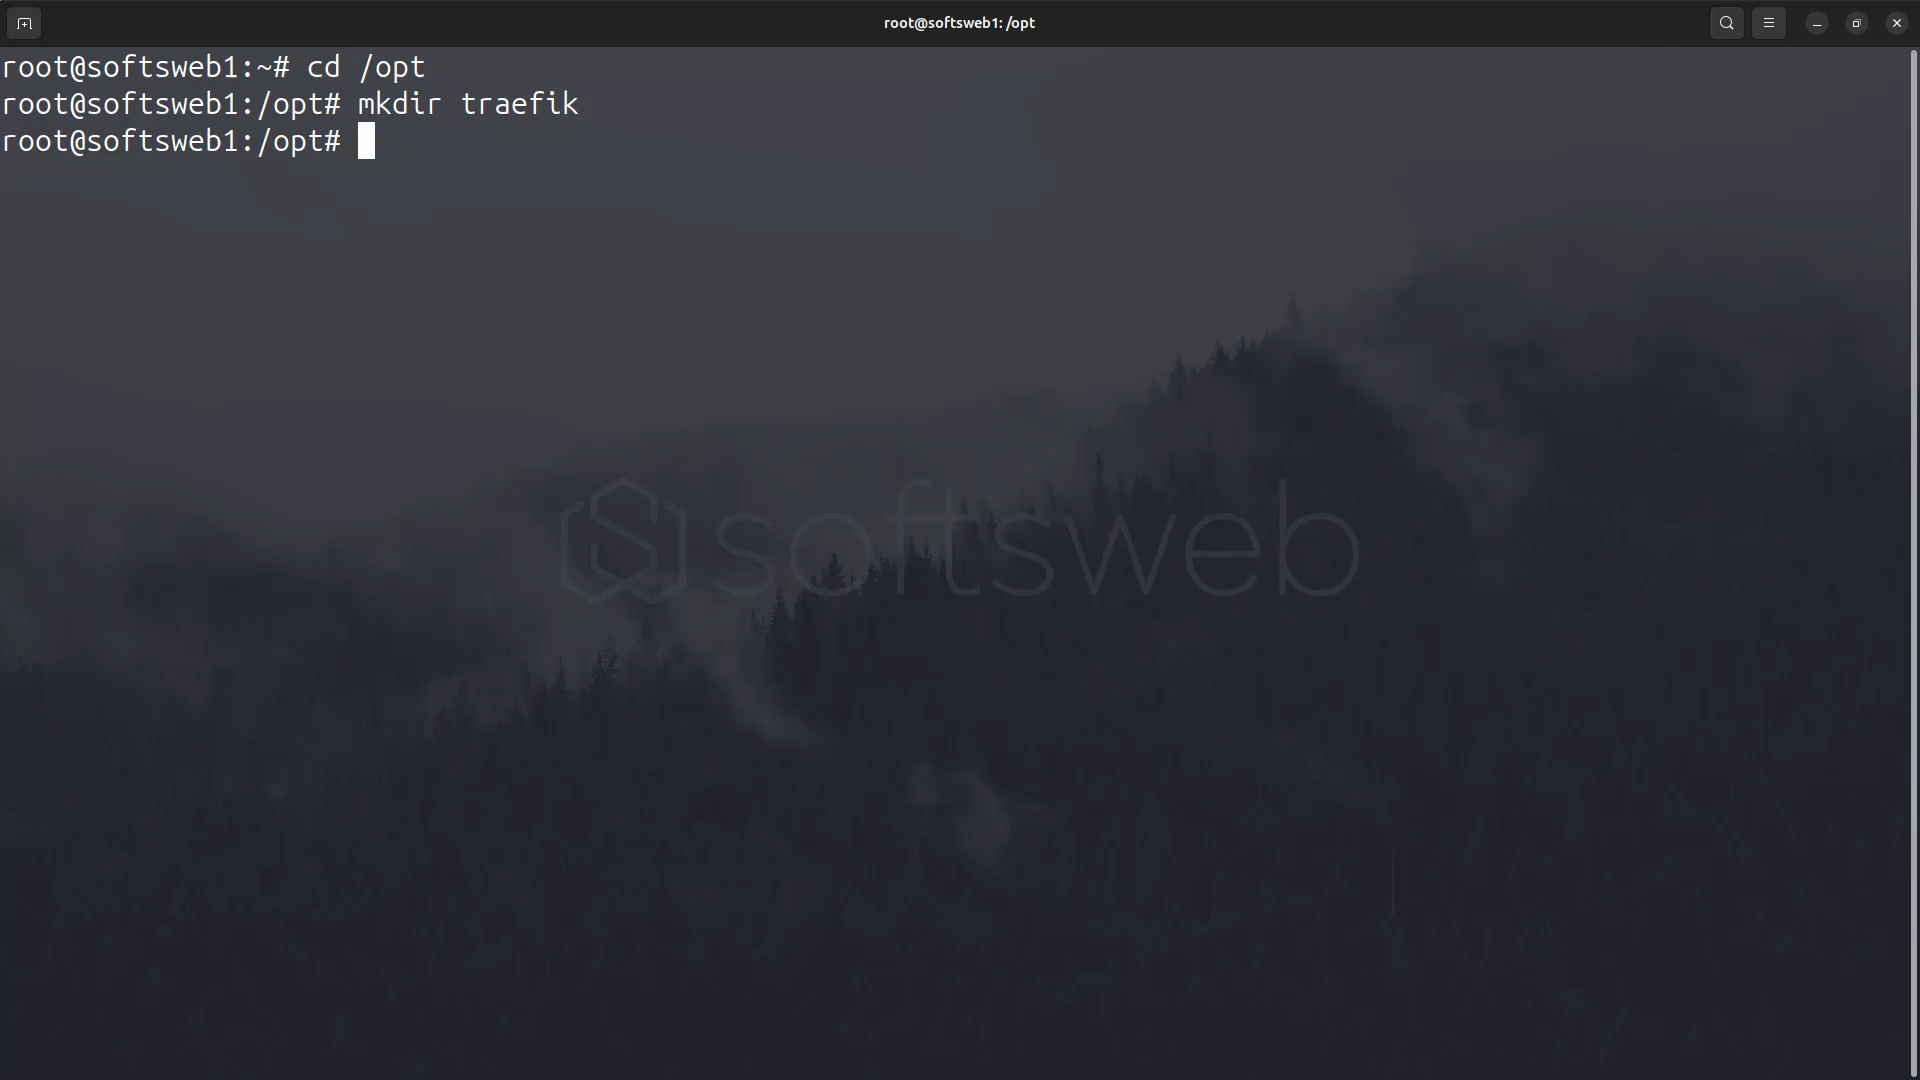 root@softsweb1: /opt
root@softsweb1:~# cd /opt
root@softsweb1:/opt# mkdir traefik
root@softsweb1:/opt#
softsweb